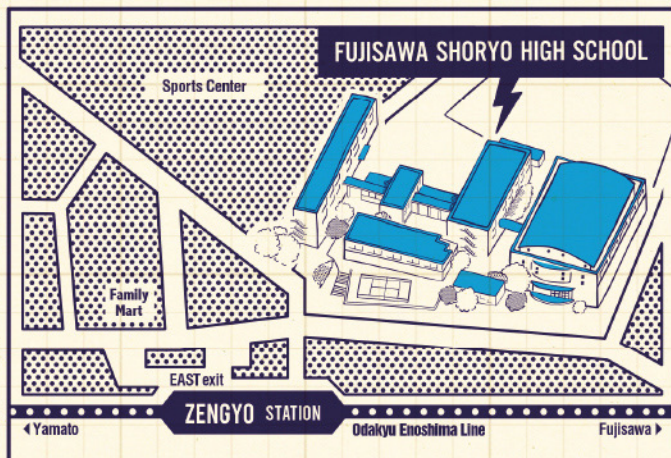 FUJISAWA SHORYO HIGH SCHOOL
Sports Center
Family
Mart
EAST exit
ZENGYO STATION
◀Yamato
Odakyu Enoshima Line
Fujisawa▶